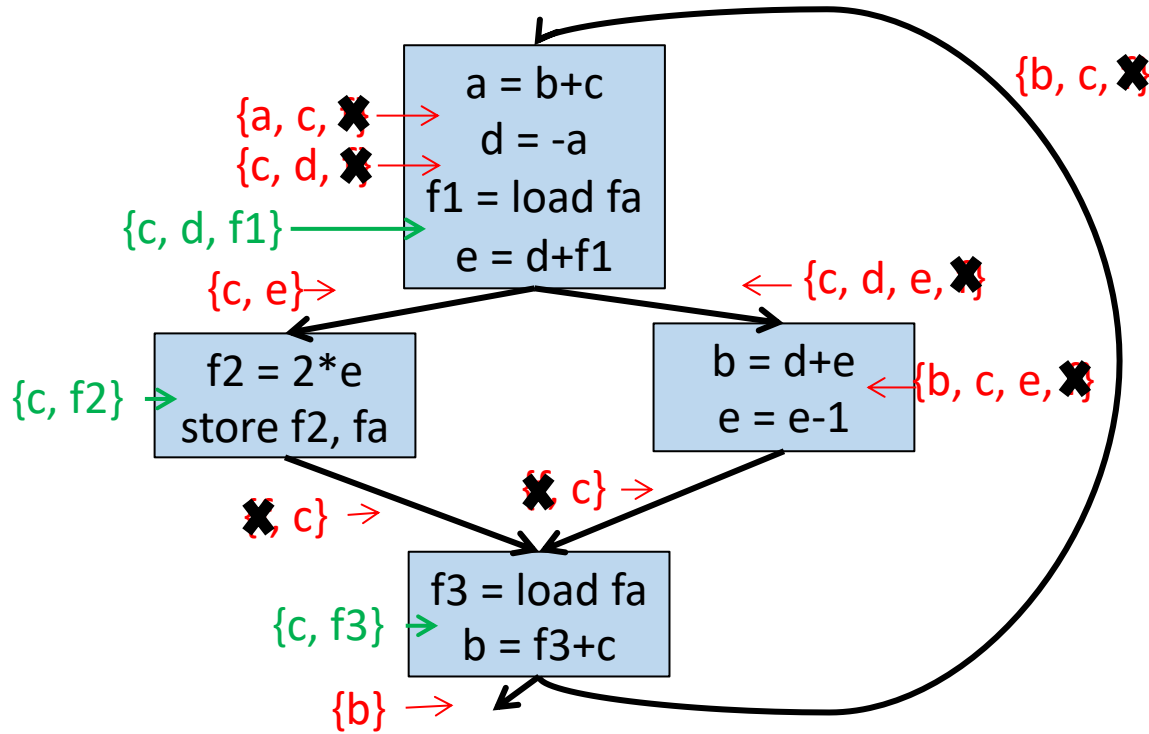 {b, c,
a = b+c
{a, c,
d = -a
{c, d,
f1 = load fa
{c, d, f1}
e = d+f1
{c, e}
{c, d, e,
f2 = 2*e
b = d+e
{c, f2}
{b, c, e,
store f2, fa
e = e-1
, c}
, c}
f3 = load fa
{c, f3}
b = f3+c
{b}